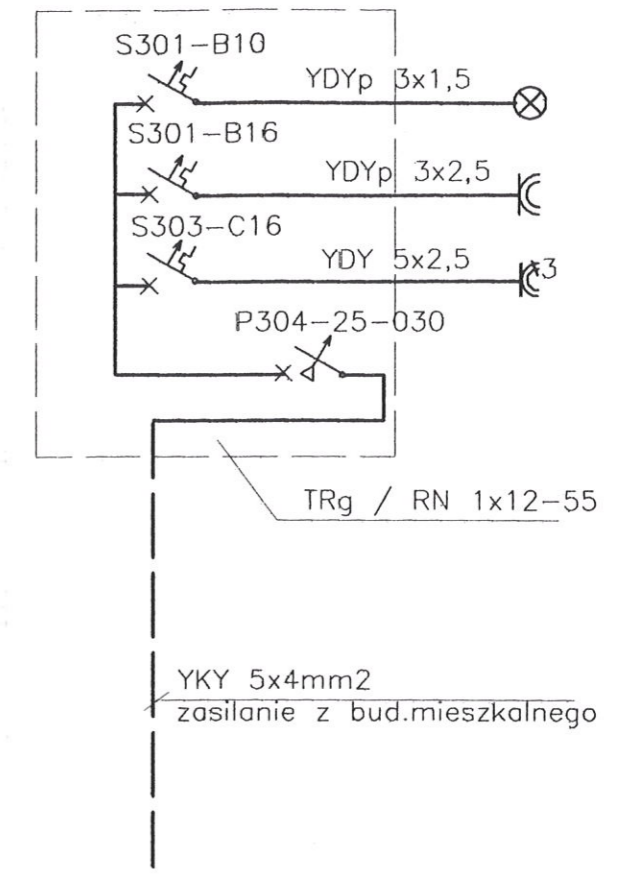 S301-B10
YDYp 3x1,5
S301-B16
YDYp 3x2,5
S303-C16
YDY 5x2,5
3
P304-25-030
TRg / RN 1x12-55
YKY 5x4mm2
zasilanie z bud.mieszkalnego